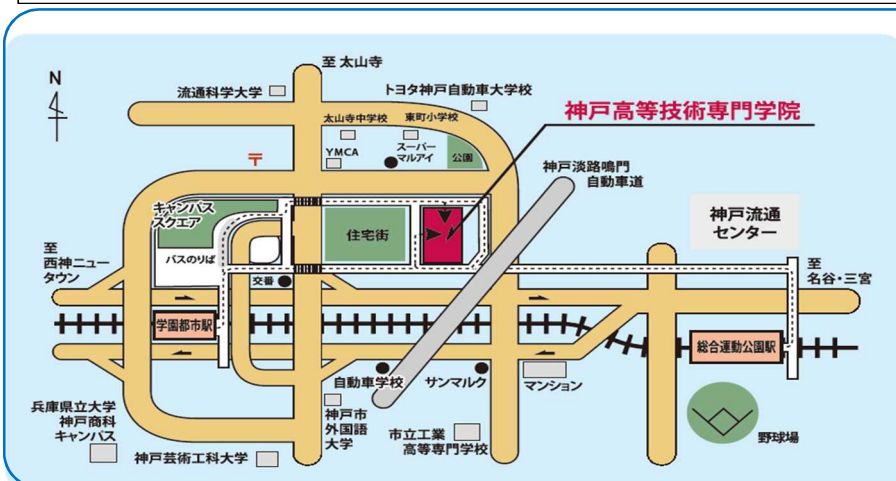 至 太山寺
N
流通科学大学
トヨタ神戸自動車大学校
神戸高等技術専門学院
太山寺中学校
東町小学校
〒
YMCA
スーパー
マルアイ
公園
神戸淡路鳴門
自動車道
キャンパス
スクエア
住宅街
神戸流通
センター
バスのりば
至
西神ニュー
タウン
交番
至
名谷・三宮
学園都市駅
総合運動公園駅
自動車学校
サンマルク
マンション
兵庫県立大学
神戸商科
キャンパス
神戸市
外国語
大学
市立工業
高等専門学校
野球場
神戸芸術工科大学